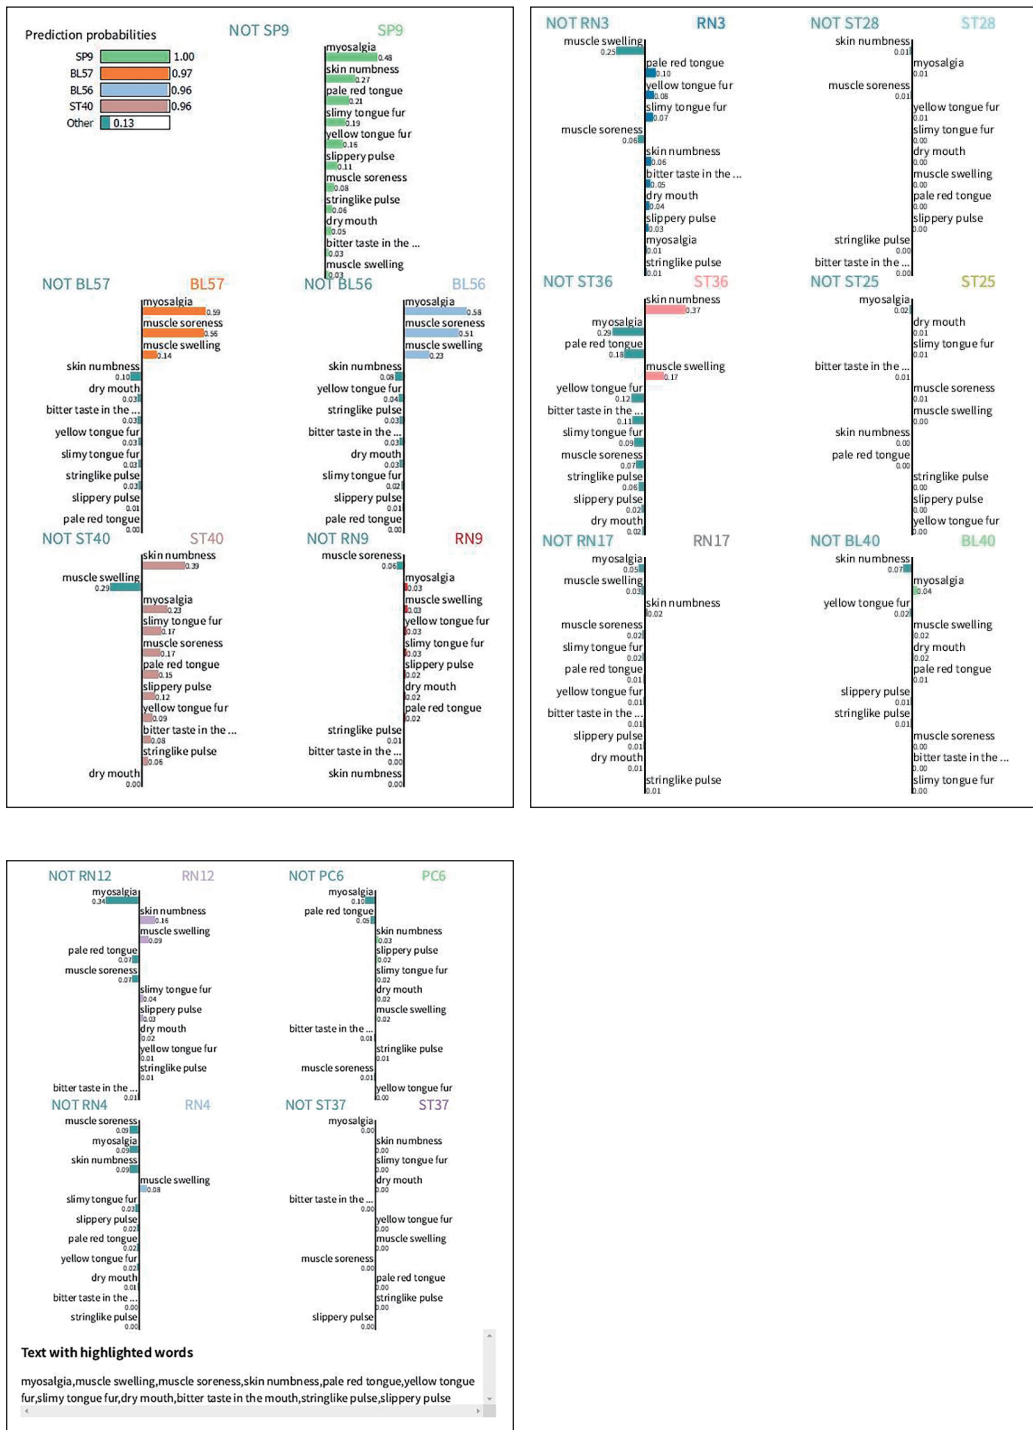 Prediction probabilities
SP9 1.00
BL57 0.97
BL56 0.96
ST40 0.96
Other 0.13
NOT SP9 SP9
myosalgia
0.48
skin numbness
0.27
pale red tongue
0.21
slimy tongue fur
0.19
yellow tongue fur
0.16
slippery pulse
0.11
muscle soreness
0.08
stringlike pulse
0.06
dry mouth
0.05
bitter taste in the ...
0.03
muscle swelling
0.03
NOT BL57 BL57
myosalgia
0.59
muscle soreness
0.56
muscle swelling
0.14
skin numbness
0.10
dry mouth
0.03
bitter taste in the ...
0.03
yellow tongue fur
0.03
slimy tongue fur
0.03
stringlike pulse
0.03
slippery pulse
0.01
pale red tongue
0.00
NOT BL56 BL56
myosalgia
0.58
muscle soreness
0.51
muscle swelling
0.23
skin numbness
0.08
yellow tongue fur
0.04
stringlike pulse
0.03
bitter taste in the ...
0.03
dry mouth
0.03
slimy tongue fur
0.02
slippery pulse
0.01
pale red tongue
0.00
NOT ST40 ST40
skin numbness
0.39
muscle swelling
0.29
myosalgia
0.23
slimy tongue fur
0.17
muscle soreness
0.17
pale red tongue
0.15
slippery pulse
0.12
yellow tongue fur
0.09
bitter taste in the ...
0.08
stringlike pulse
0.06
dry mouth
0.00
NOT RN9 RN9
muscle soreness
0.06
myosalgia
0.03
muscle swelling
0.03
yellow tongue fur
0.03
slimy tongue fur
0.03
slippery pulse
0.02
dry mouth
0.02
pale red tongue
0.02
stringlike pulse
0.01
bitter taste in the ...
0.00
skin numbness
0.00
NOT RN3 RN3
muscle swelling
0.25
pale red tongue
0.10
yellow tongue fur
0.08
slimy tongue fur
0.07
muscle soreness
0.06
skin numbness
0.06
bitter taste in the ...
0.05
dry mouth
0.04
slippery pulse
0.03
myosalgia
0.01
stringlike pulse
0.01
NOT ST28 ST28
skin numbness
0.01
myosalgia
0.01
muscle soreness
0.01
yellow tongue fur
0.01
slimy tongue fur
0.00
dry mouth
0.00
muscle swelling
0.00
pale red tongue
0.00
slippery pulse
0.00
stringlike pulse
0.00
bitter taste in the ...
0.00
NOT ST36 ST36
skin numbness
0.37
myosalgia
0.29
pale red tongue
0.18
muscle swelling
0.17
yellow tongue fur
0.12
bitter taste in the ...
0.11
slimy tongue fur
0.09
muscle soreness
0.07
stringlike pulse
0.06
slippery pulse
0.02
dry mouth
0.02
NOT ST25 ST25
myosalgia
0.02
dry mouth
0.01
slimy tongue fur
0.01
bitter taste in the ...
0.01
muscle soreness
0.01
muscle swelling
0.00
skin numbness
0.00
pale red tongue
0.00
stringlike pulse
0.00
slippery pulse
0.00
yellow tongue fur
0.00
NOT RN17 RN17
myosalgia
0.05
muscle swelling
0.03
skin numbness
0.02
muscle soreness
0.02
slimy tongue fur
0.02
pale red tongue
0.01
yellow tongue fur
0.01
bitter taste in the ...
0.01
slippery pulse
0.01
dry mouth
0.01
stringlike pulse
0.01
NOT BL40 BL40
skin numbness
0.07
myosalgia
0.04
yellow tongue fur
0.02
muscle swelling
0.02
dry mouth
0.02
pale red tongue
0.01
slippery pulse
0.01
stringlike pulse
0.01
muscle soreness
0.00
bitter taste in the ...
0.00
slimy tongue fur
0.00
NOT RN12 RN12
myosalgia
0.34
skin numbness
0.16
muscle swelling
0.09
pale red tongue
0.07
muscle soreness
0.07
slimy tongue fur
0.04
slippery pulse
0.03
dry mouth
0.02
yellow tongue fur
0.01
stringlike pulse
0.01
bitter taste in the ...
0.01
NOT PC6 PC6
myosalgia
0.10
pale red tongue
0.05
skin numbness
0.03
slippery pulse
0.02
slimy tongue fur
0.02
dry mouth
0.02
muscle swelling
0.02
bitter taste in the ...
0.01
stringlike pulse
0.01
muscle soreness
0.01
yellow tongue fur
0.00
NOT RN4 RN4
muscle soreness
0.09
myosalgia
0.09
skin numbness
0.09
muscle swelling
0.08
slimy tongue fur
0.03
slippery pulse
0.02
pale red tongue
0.02
yellow tongue fur
0.02
dry mouth
0.01
bitter taste in the ...
0.00
stringlike pulse
0.00
NOT ST37 ST37
myosalgia
0.00
skin numbness
0.00
slimy tongue fur
0.00
dry mouth
0.00
bitter taste in the ...
0.00
yellow tongue fur
0.00
muscle swelling
0.00
muscle soreness
0.00
pale red tongue
0.00
stringlike pulse
0.00
slippery pulse
0.00
Text with highlighted words
myosalgia,muscle swelling,muscle soreness,skin numbness,pale red tongue,yellow tongue
fur,slimy tongue fur,dry mouth,bitter taste in the mouth,stringlike pulse,slippery pulse